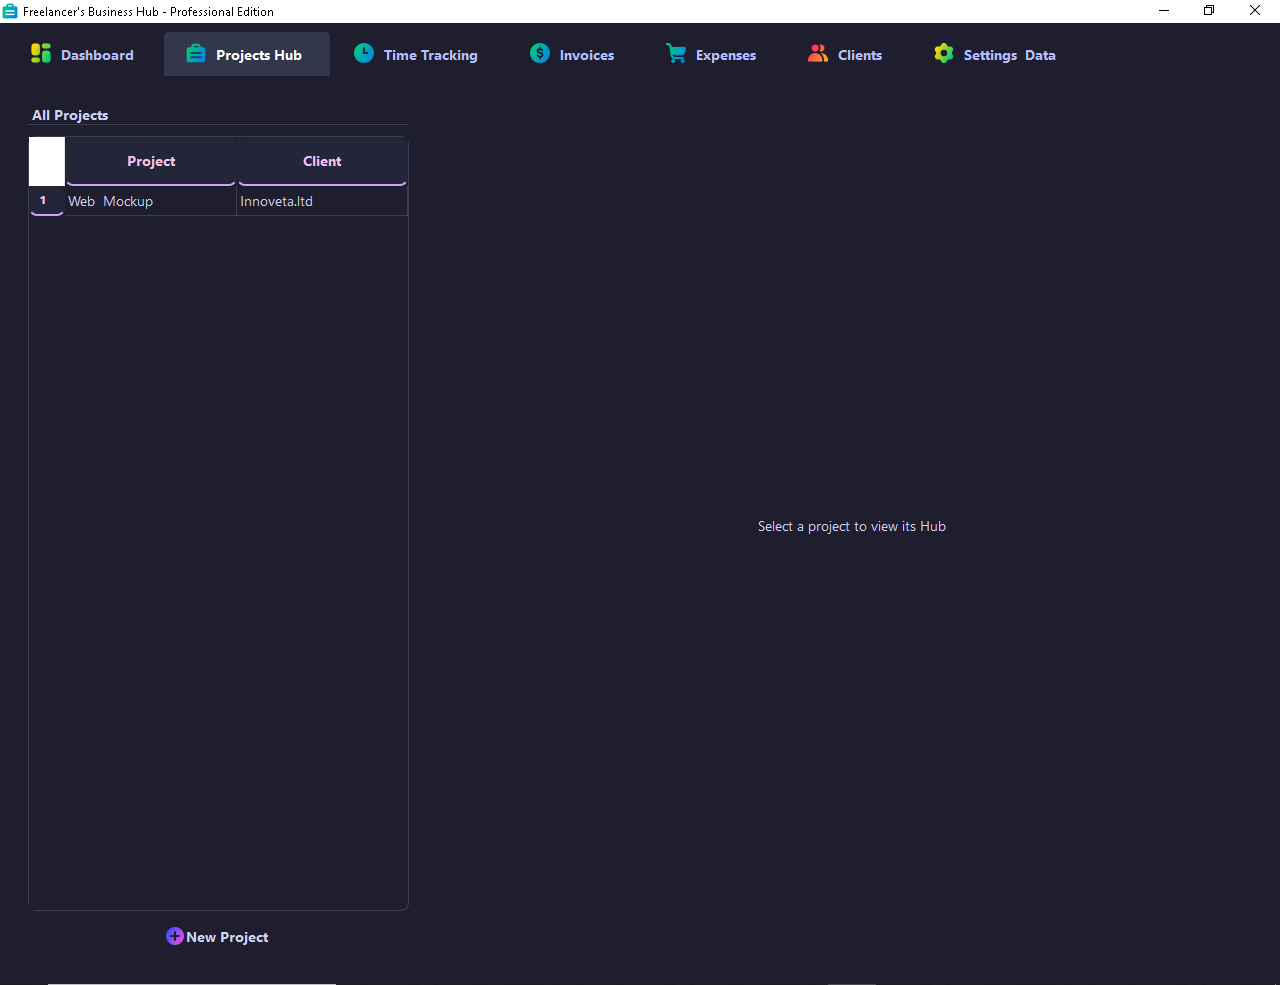 Freelancer's Business Hub - Professional Edition
Dashboard Projects Hub Time Tracking Invoices Expenses Clients Settings Data
All Projects
Project Client
1 Web Mockup Innoveta.ltd
Select a project to view its Hub
New Project